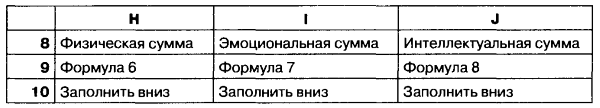 H I J
8 Физическая сумма Эмоциональная сумма Интеллектуальная сумма
9 Формула 6 Формула 7 Формула 8
10 Заполнить вниз Заполнить вниз Заполнить вниз